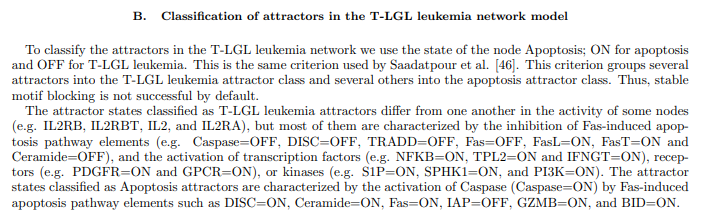 B. Classification of attractors in the T-LGL leukemia network model
To classify the attractors in the T-LGL leukemia network we use the state of the node Apoptosis; ON for apoptosis
and OFF for T-LGL leukemia. This is the same criterion used by Saadatpour et al. [46]. This criterion groups several
attractors into the T-LGL leukemia attractor class and several others into the apoptosis attractor class. Thus, stable
motif blocking is not successful by default.
The attractor states classified as T-LGL leukemia attractors differ from one another in the activity of some nodes
(e.g. IL2RB, IL2RBT, IL2, and IL2RA), but most of them are characterized by the inhibition of Fas-induced apop-
tosis pathway elements (e.g. Caspase=OFF, DISC=OFF, TRADD=OFF, Fas=OFF, FasL=ON, FasT=ON and
Ceramide=OFF), and the activation of transcription factors (e.g. NFKB=ON, TPL2=ON and IFNGT=ON), recep-
tors (e.g. PDGFR=ON and GPCR=ON), or kinases (e.g. S1P=ON, SPHK1=ON, and PI3K=ON). The attractor
states classified as Apoptosis attractors are characterized by the activation of Caspase (Caspase=ON) by Fas-induced
apoptosis pathway elements such as DISC=ON, Ceramide=ON, Fas=ON, IAP=OFF, GZMB=ON, and BID=ON.